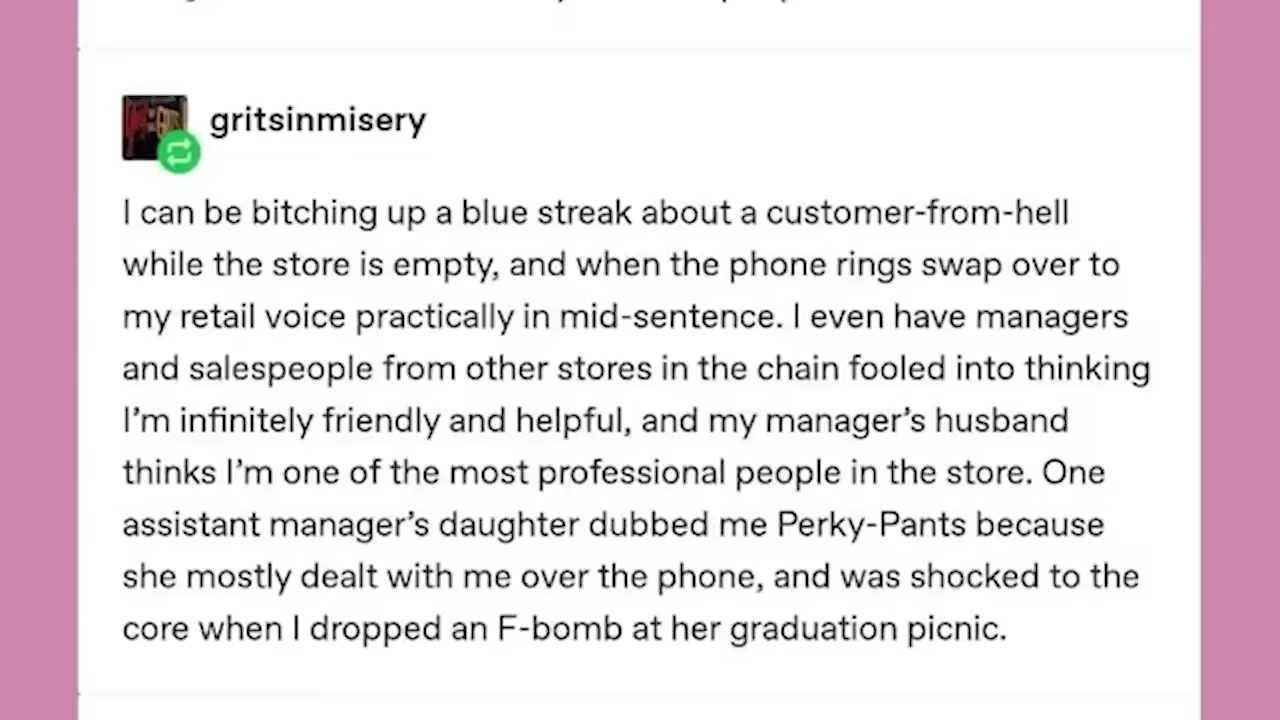 gritsinmisery
I can be bitching up a blue streak about a customer-from-hell
while the store is empty, and when the phone rings swap over to
my retail voice practically in mid-sentence. I even have managers
and salespeople from other stores in the chain fooled into thinking
I’m infinitely friendly and helpful, and my manager’s husband
thinks I’m one of the most professional people in the store. One
assistant manager’s daughter dubbed me Perky-Pants because
she mostly dealt with me over the phone, and was shocked to the
core when I dropped an F-bomb at her graduation picnic.